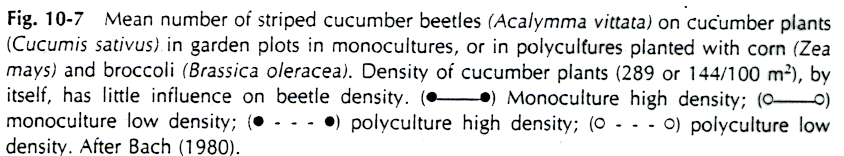 Fig. 10-7 Mean number of striped cucumber beetles (Acalymma vittata) on cucumber plants
(Cucumis sativus) in garden plots in monocultures, or in polycultures planted with corn (Zea
mays) and broccoli (Brassica oleracea). Density of cucumber plants (289 or 144/100 m²), by
itself, has little influence on beetle density. (●——●) Monoculture high density; (○——○)
monoculture low density; (● - - - ●) polyculture high density; (○ - - - ○) polyculture low
density. After Bach (1980).